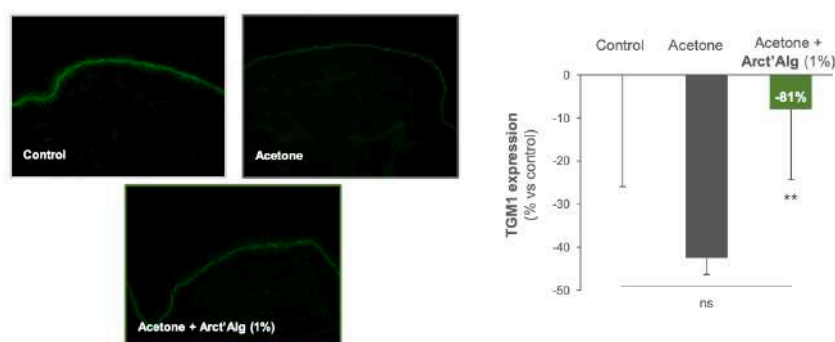 Control
Acetone
Acetone + Arct'Alg (1%)
Control
Acetone
Acetone +
Arct'Alg (1%)
TGM1 expression
(% vs control)
0
-10
-20
-30
-40
-50
-81%
**
ns